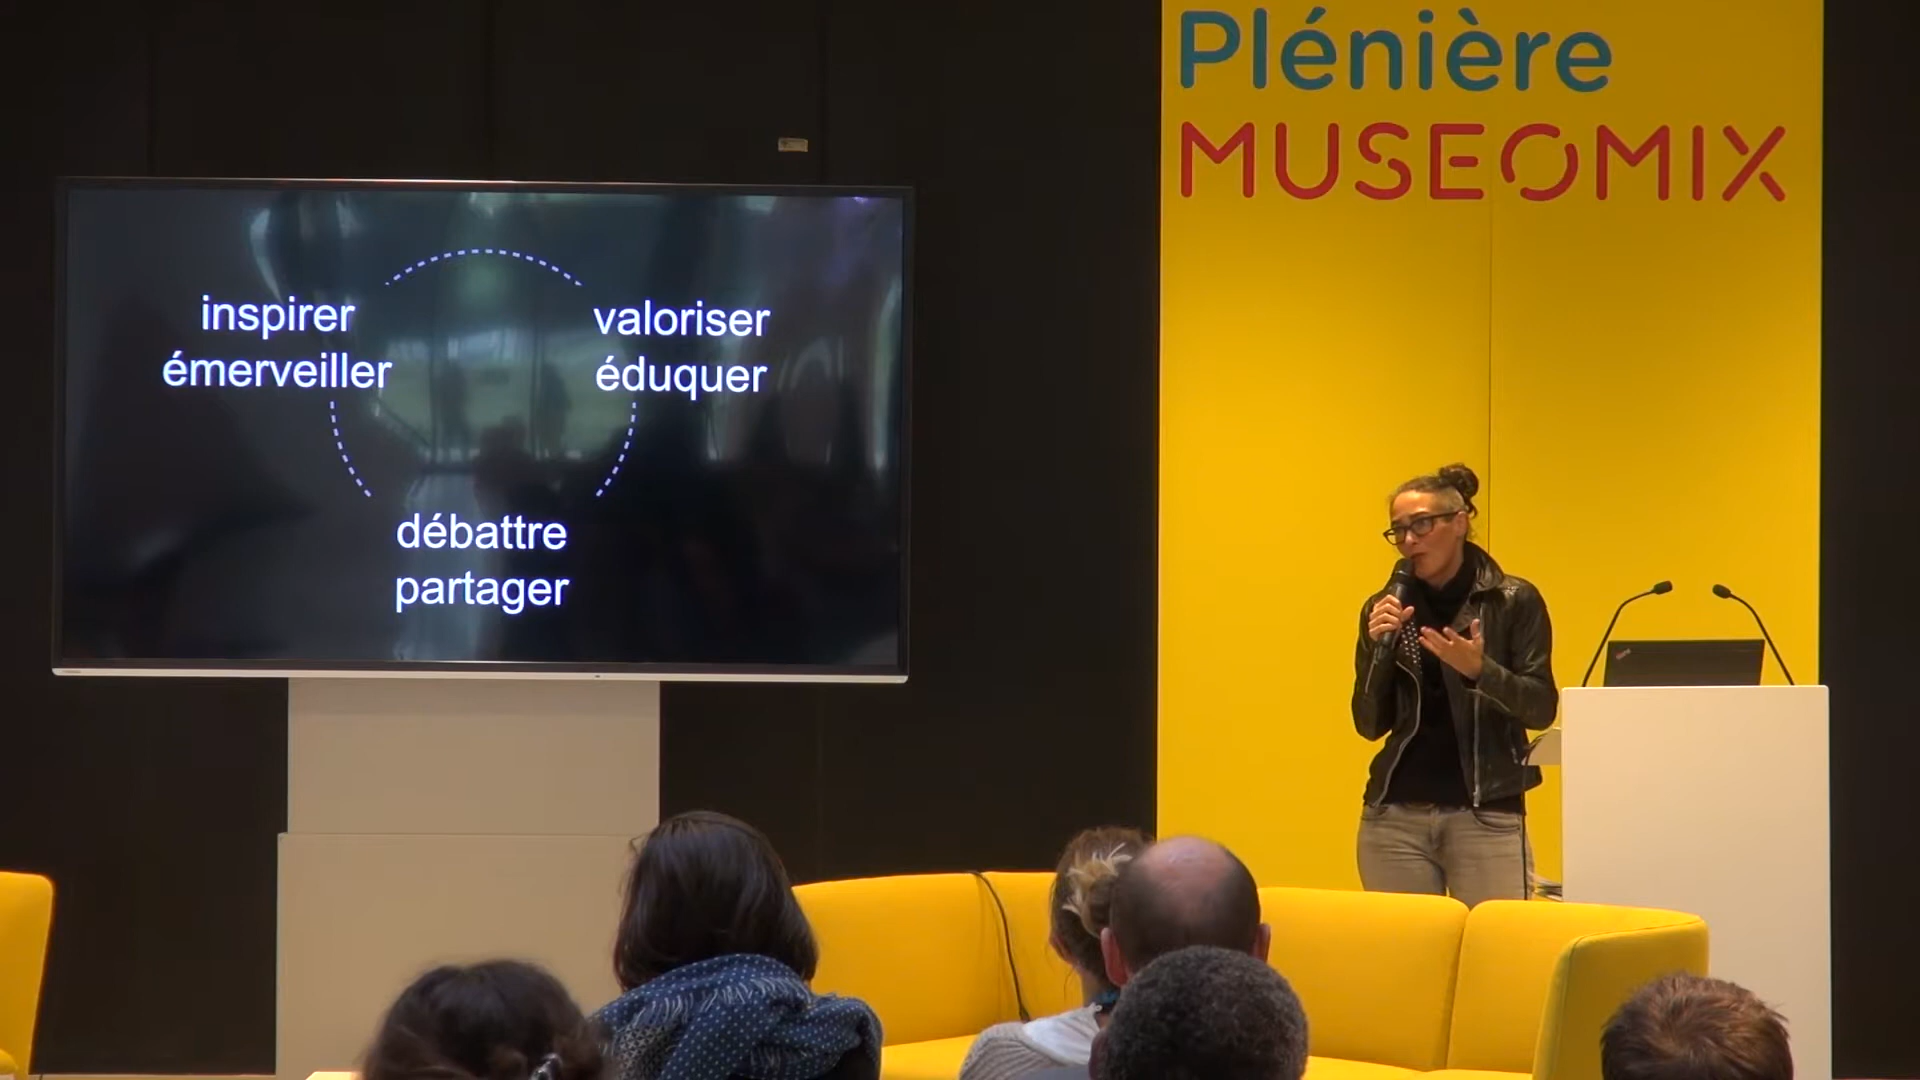 Plénière
MUSEOMIX
inspirer
émerveiller
valoriser
éduquer
débattre
partager